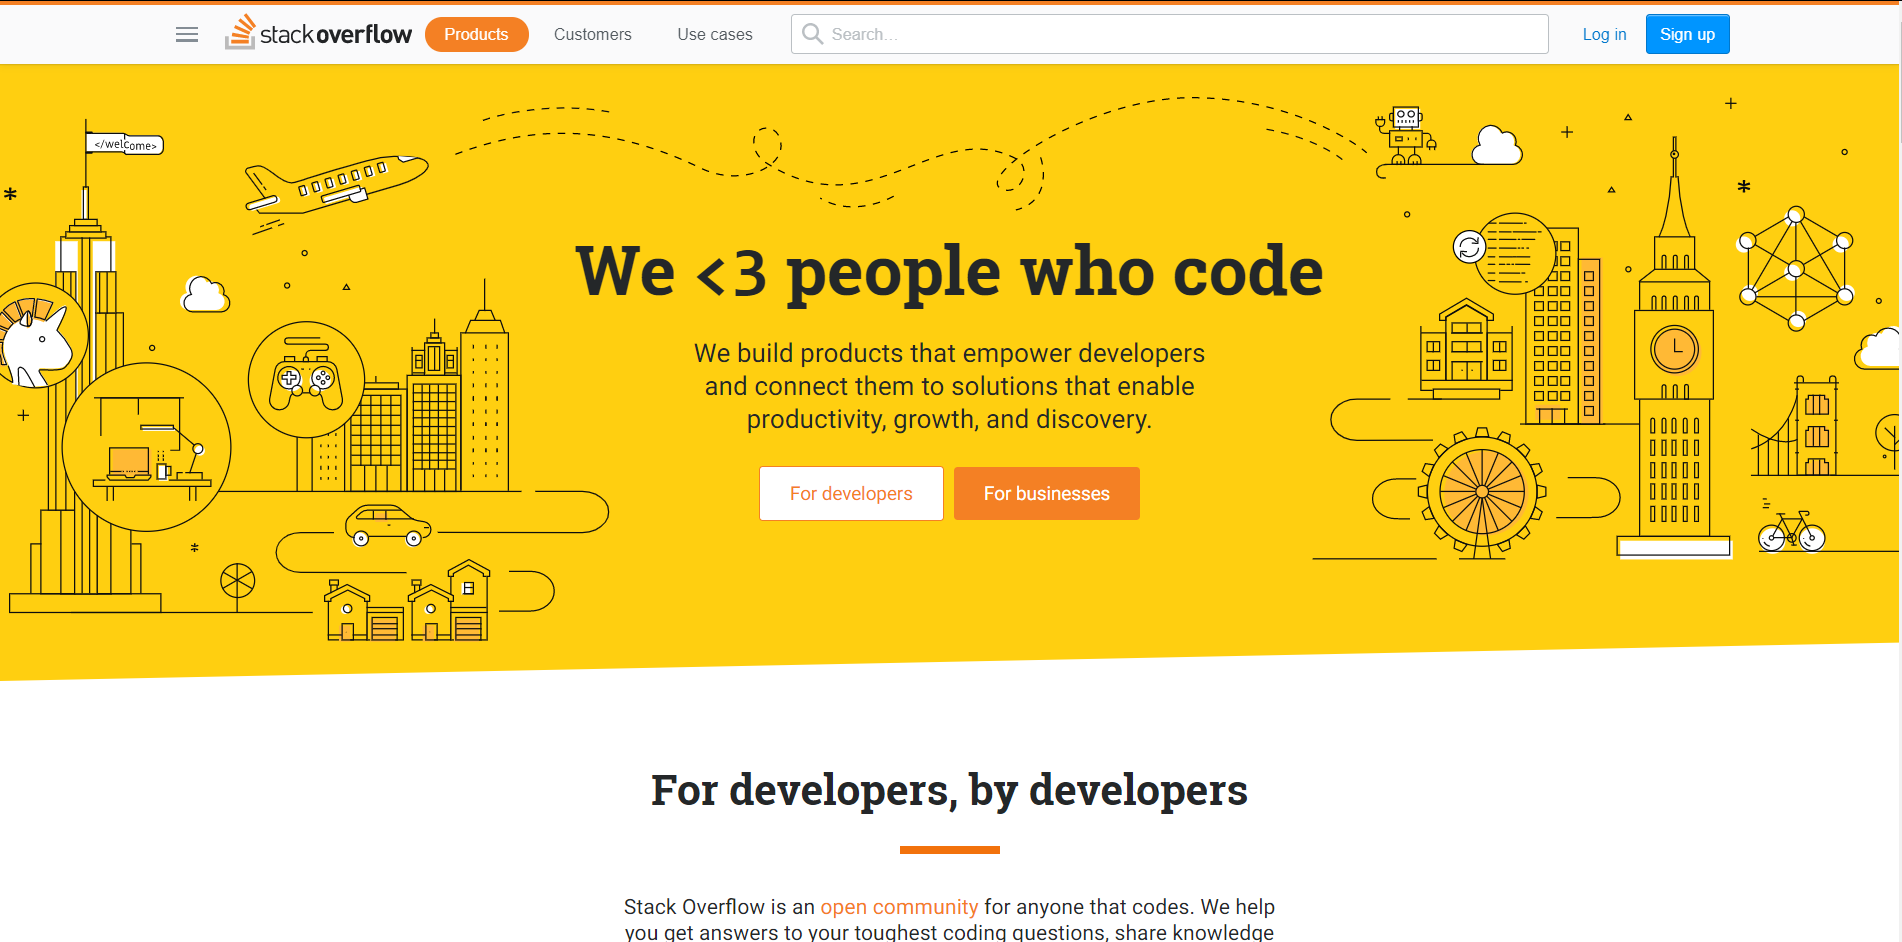 stackoverflow
Products
Customers
Use cases
Search...
Log in
Sign up
</welcome>
We <3 people who code
We build products that empower developers
and connect them to solutions that enable
productivity, growth, and discovery.
For developers
For businesses
For developers, by developers
Stack Overflow is an open community for anyone that codes. We help
you get answers to your toughest coding questions, share knowledge